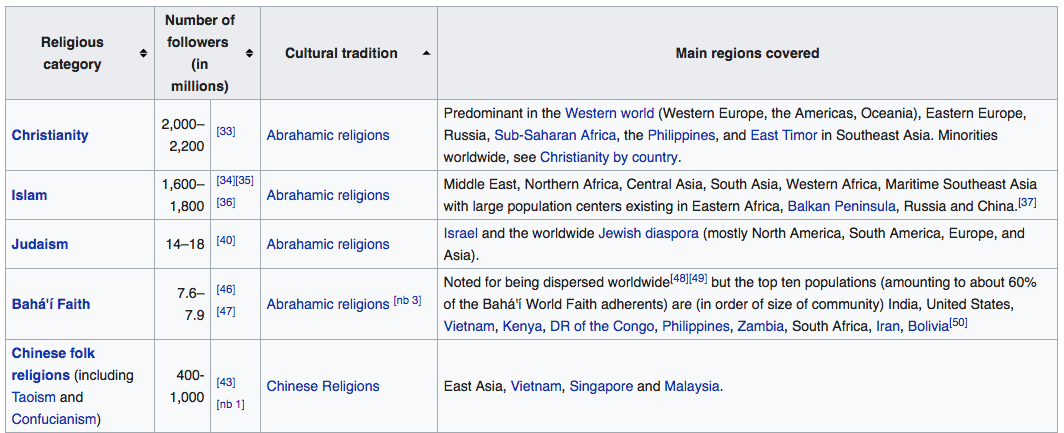 Religious category
Number of followers (in millions)
Cultural tradition
Main regions covered
Christianity
2,000–
2,200
[33]
Abrahamic religions
Predominant in the Western world (Western Europe, the Americas, Oceania), Eastern Europe,
Russia, Sub-Saharan Africa, the Philippines, and East Timor in Southeast Asia. Minorities
worldwide, see Christianity by country.
Islam
1,600–
1,800
[34][35]
[36]
Abrahamic religions
Middle East, Northern Africa, Central Asia, South Asia, Western Africa, Maritime Southeast Asia
with large population centers existing in Eastern Africa, Balkan Peninsula, Russia and China.[37]
Judaism
14–18
[40]
Abrahamic religions
Israel and the worldwide Jewish diaspora (mostly North America, South America, Europe, and
Asia).
Bahá'í Faith
7.6–
7.9
[46]
[47]
Abrahamic religions [nb 3]
Noted for being dispersed worldwide[48][49] but the top ten populations (amounting to about 60%
of the Bahá'í World Faith adherents) are (in order of size of community) India, United States,
Vietnam, Kenya, DR of the Congo, Philippines, Zambia, South Africa, Iran, Bolivia[50]
Chinese folk
religions (including
Taoism and
Confucianism)
400-
1,000
[43]
[nb 1]
Chinese Religions
East Asia, Vietnam, Singapore and Malaysia.